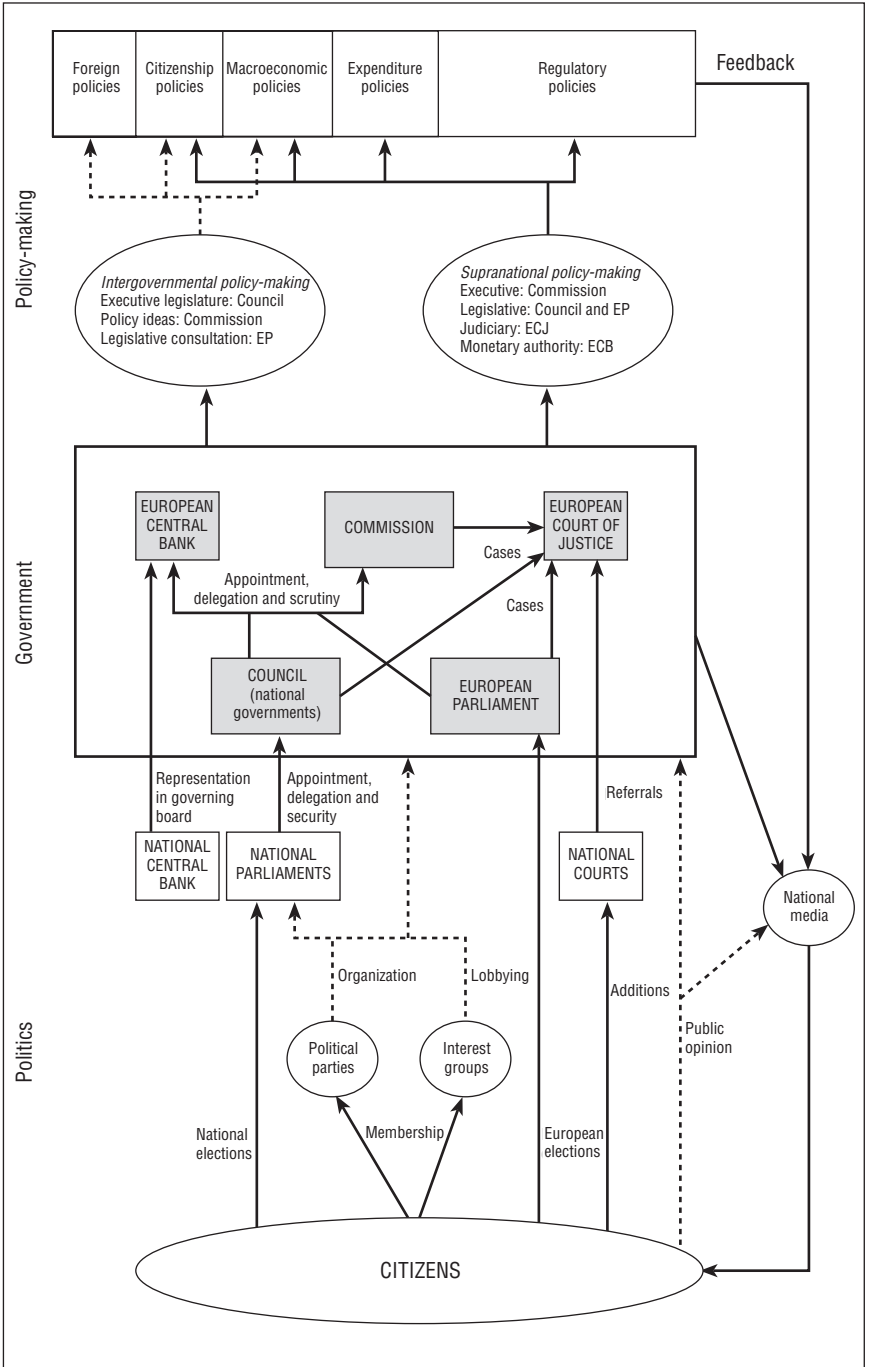 Foreign
policies
Citizenship
policies
Macroeconomic
policies
Expenditure
policies
Regulatory
policies
Feedback
Policy-making
Intergovernmental policy-making
Executive legislature: Council
Policy ideas: Commission
Legislative consultation: EP
Supranational policy-making
Executive: Commission
Legislative: Council and EP
Judiciary: ECJ
Monetary authority: ECB
Government
EUROPEAN
CENTRAL
BANK
COMMISSION
EUROPEAN
COURT OF
JUSTICE
Cases
Appointment,
delegation and scrutiny
Cases
COUNCIL
(national
governments)
EUROPEAN
PARLIAMENT
Representation
in governing
board
Appointment,
delegation and
security
Referrals
NATIONAL
CENTRAL
BANK
NATIONAL
PARLIAMENTS
NATIONAL
COURTS
National
media
Politics
Organization
Lobbying
Additions
Public
opinion
Political
parties
Interest
groups
National
elections
Membership
European
elections
CITIZENS